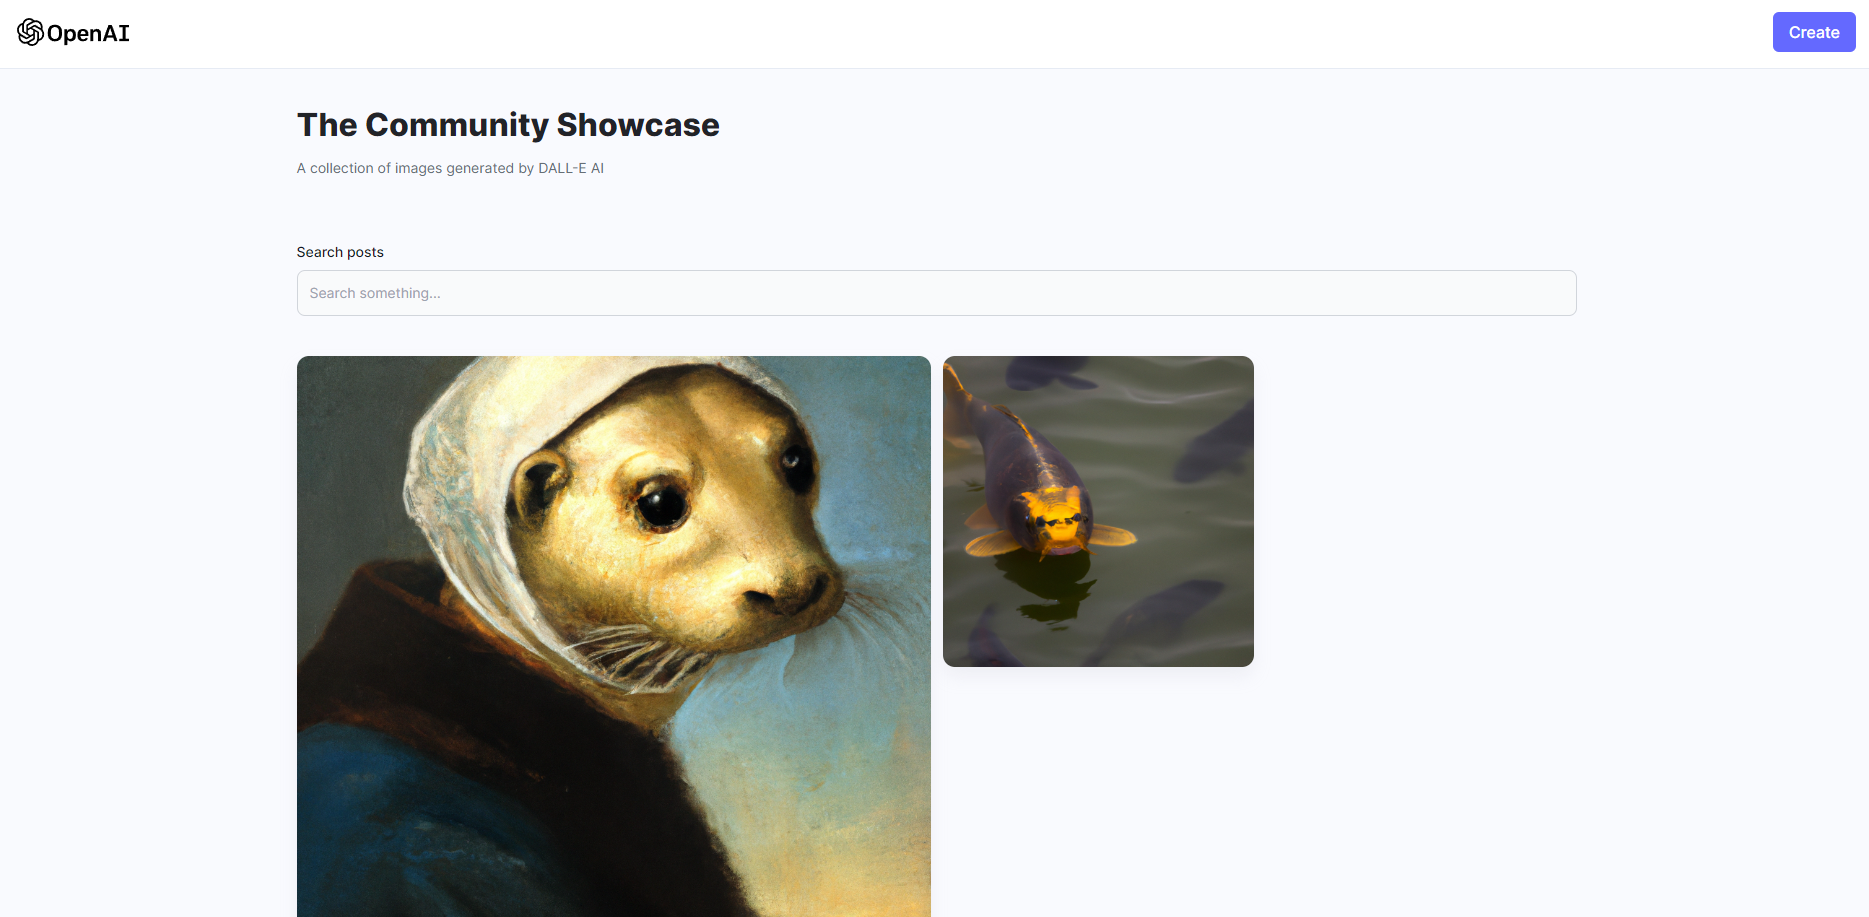 OpenAI
Create
The Community Showcase
A collection of images generated by DALL-E AI
Search posts
Search something...